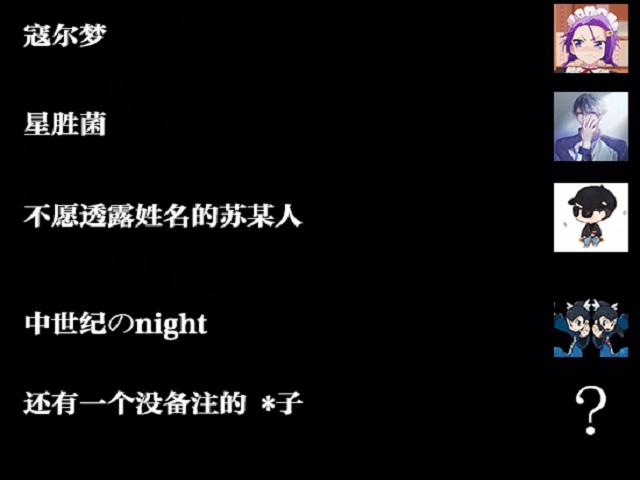 寇尔梦
星胜菌
不愿透露姓名的苏某人
中世纪のnight
还有一个没备注的 *子
?